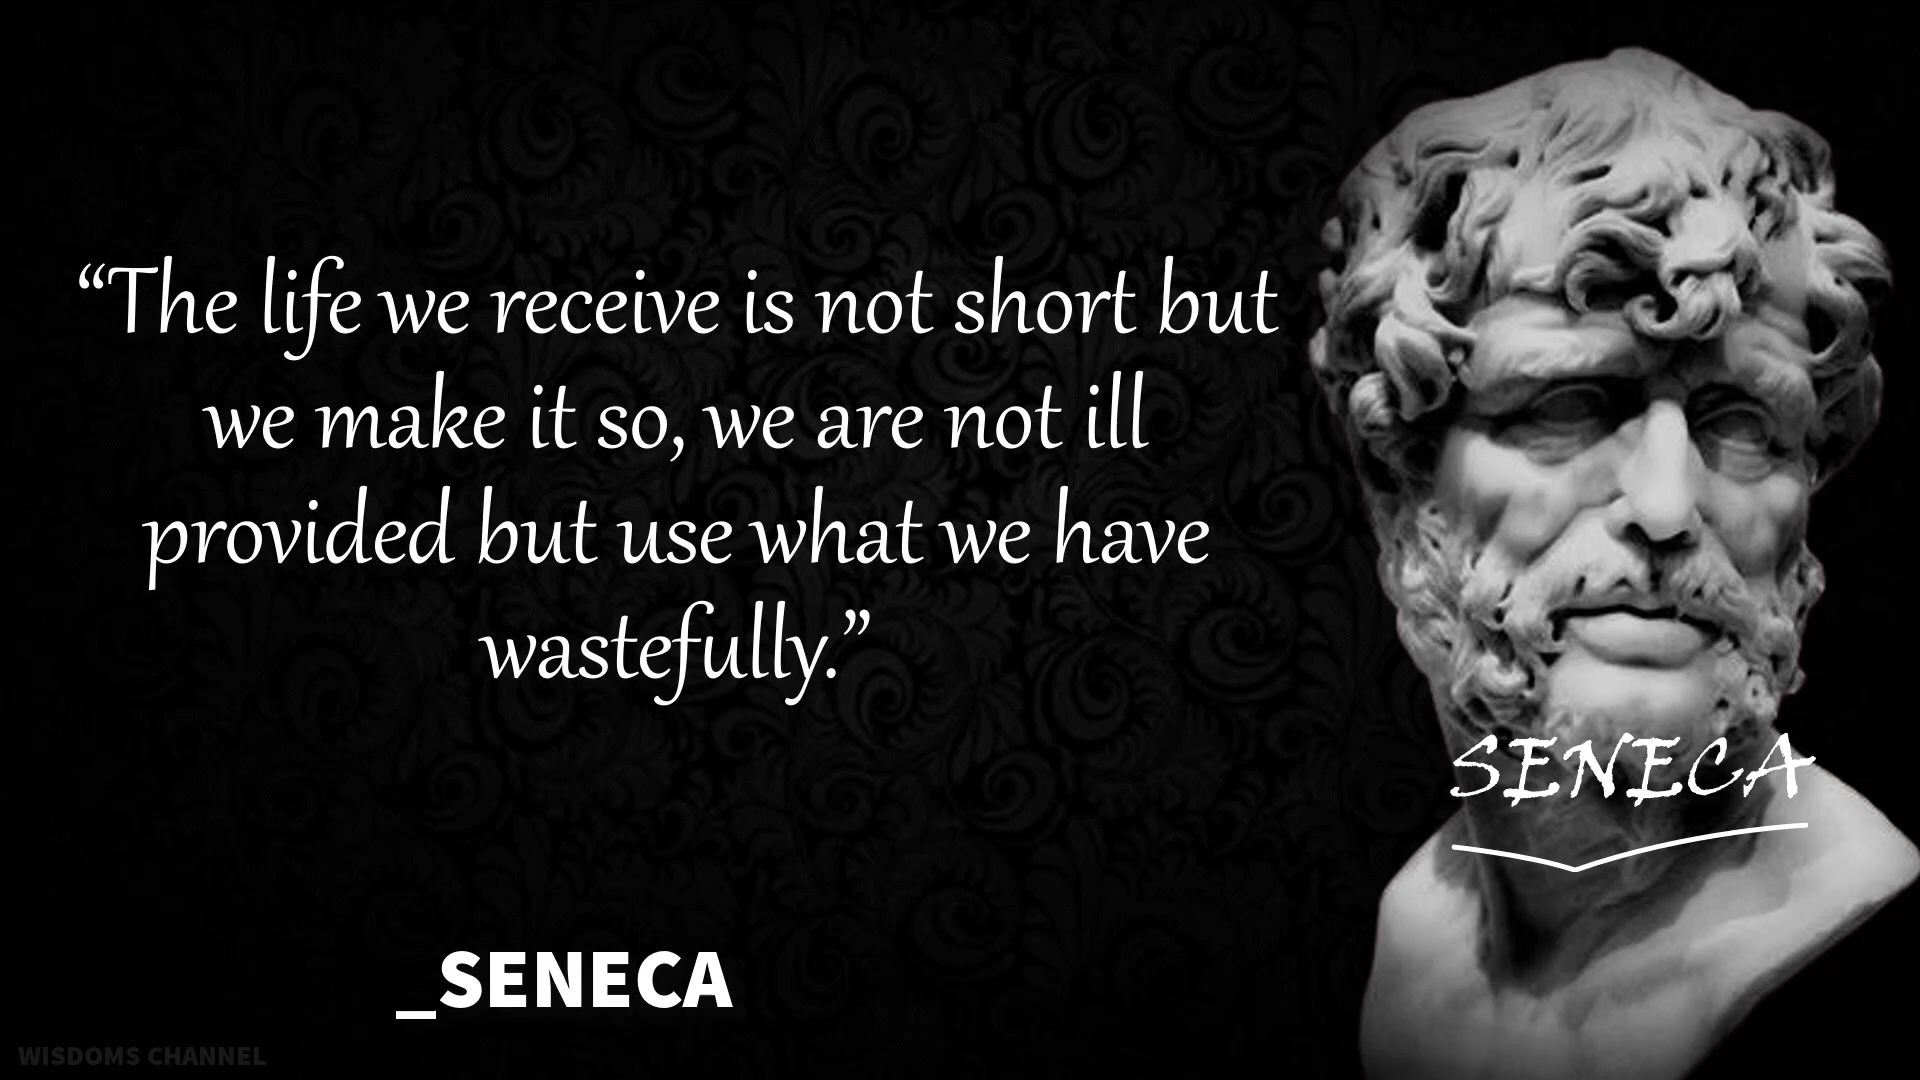 “The life we receive is not short but
we make it so, we are not ill
provided but use what we have
wastefully.”
SENECA
_SENECA
WISDOMS CHANNEL